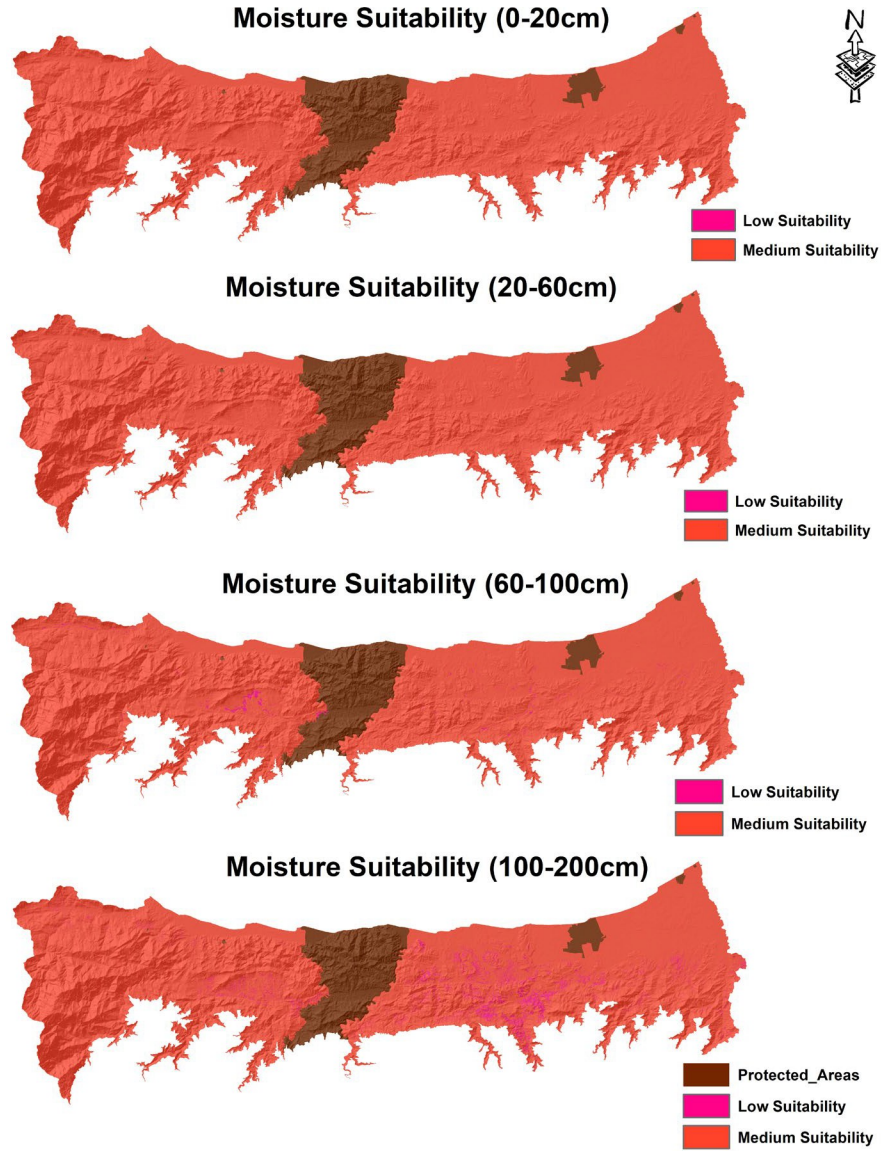 Moisture Suitability (0-20cm)
N
Low Suitability
Medium Suitability
Moisture Suitability (20-60cm)
Low Suitability
Medium Suitability
Moisture Suitability (60-100cm)
Low Suitability
Medium Suitability
Moisture Suitability (100-200cm)
Protected_Areas
Low Suitability
Medium Suitability